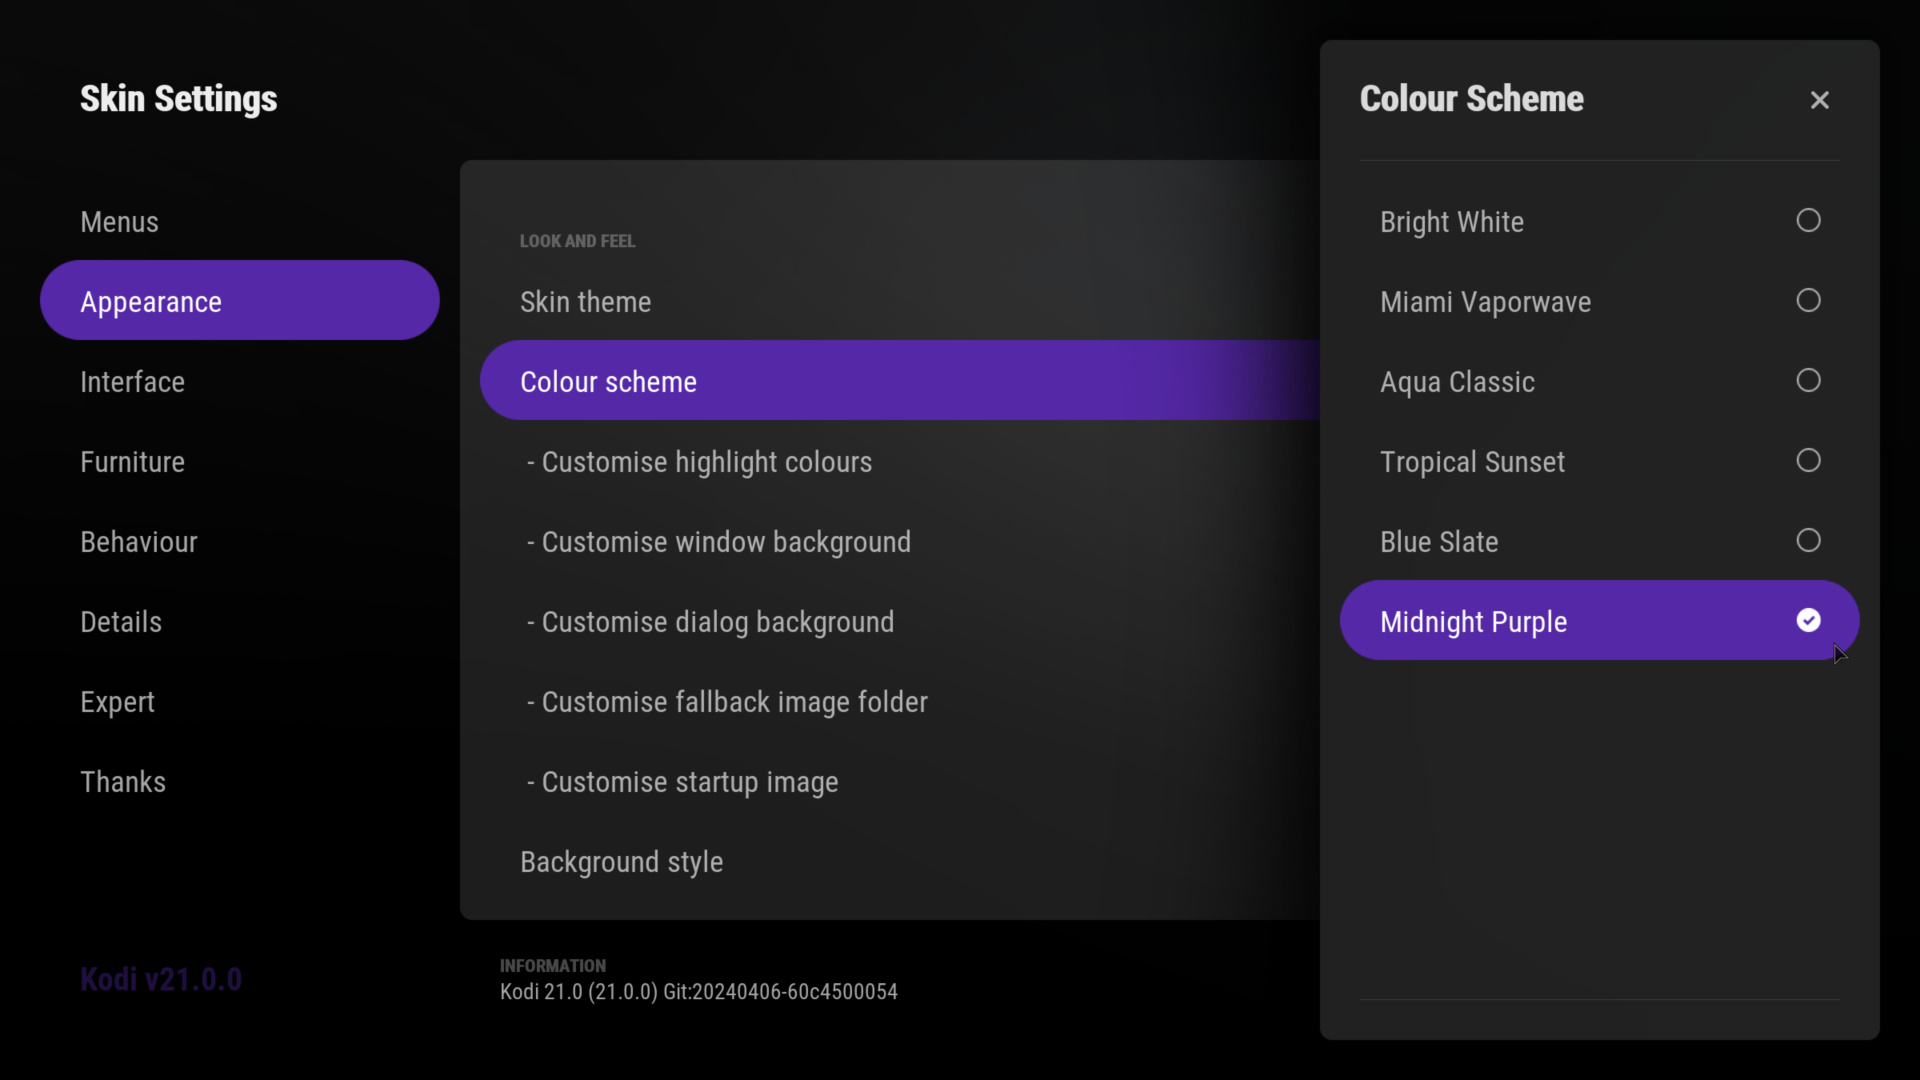 Skin Settings
Menus
Appearance
Interface
Furniture
Behaviour
Details
Expert
Thanks
Kodi v21.0.0
LOOK AND FEEL
Skin theme
Colour scheme
- Customise highlight colours
- Customise window background
- Customise dialog background
- Customise fallback image folder
- Customise startup image
Background style
INFORMATION
Kodi 21.0 (21.0.0) Git:20240406-60c4500054
Colour Scheme
Bright White
Miami Vaporwave
Aqua Classic
Tropical Sunset
Blue Slate
Midnight Purple